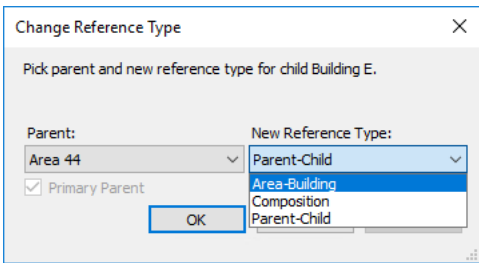 Change Reference Type
Pick parent and new reference type for child Building E.
Parent: New Reference Type:
Area 44 Parent-Child
Primary Parent
Area-Building
Composition
Parent-Child
OK